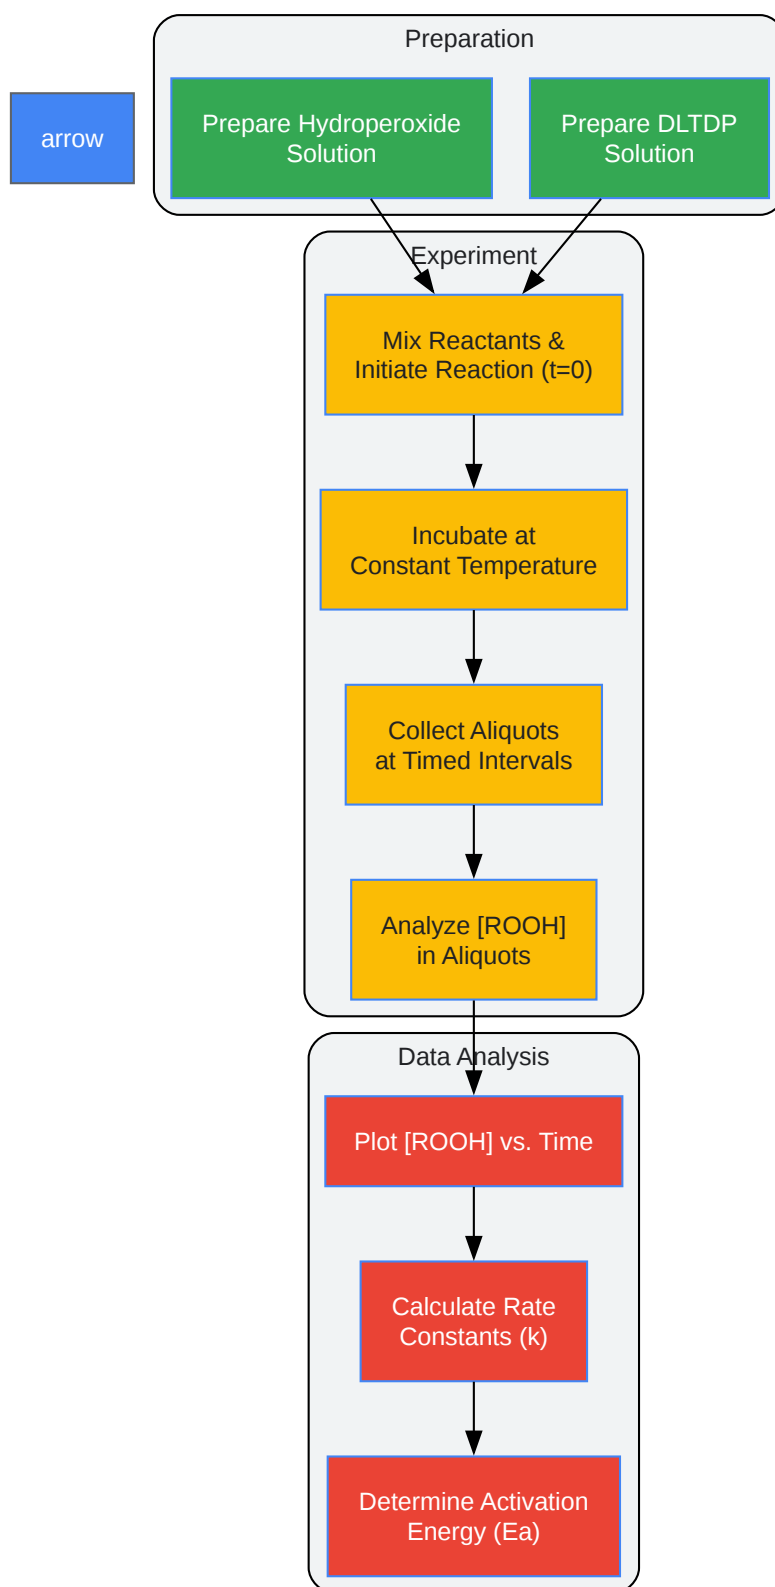 Preparation
arrow
Prepare Hydroperoxide
Solution
Prepare DLTDP
Solution
Experiment
Mix Reactants &
Initiate Reaction (t=0)
Incubate at
Constant Temperature
Collect Aliquots
at Timed Intervals
Analyze [ROOH]
in Aliquots
Data Analysis
Plot [ROOH] vs. Time
Calculate Rate
Constants (k)
Determine Activation
Energy (Ea)